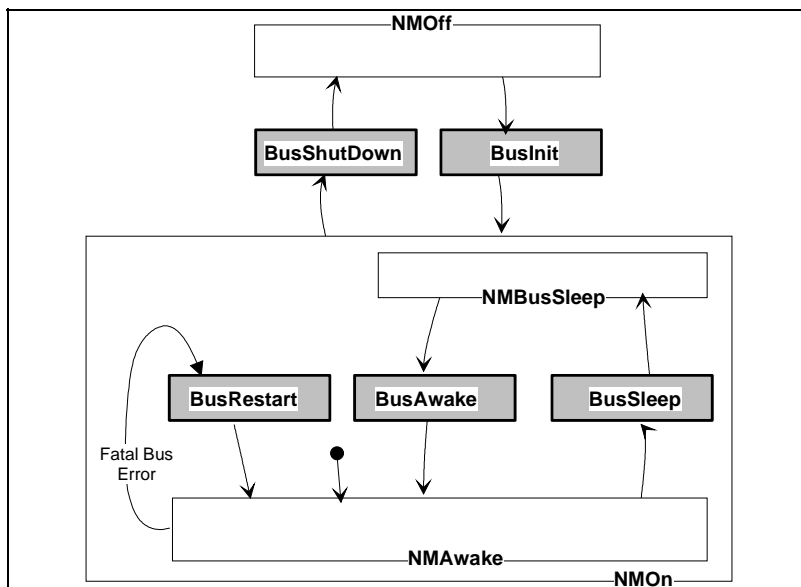 NMOff
BusShutDown
BusInit
NMBusSleep
BusRestart
BusAwake
BusSleep
Fatal Bus
Error
NMAwake
NMOn